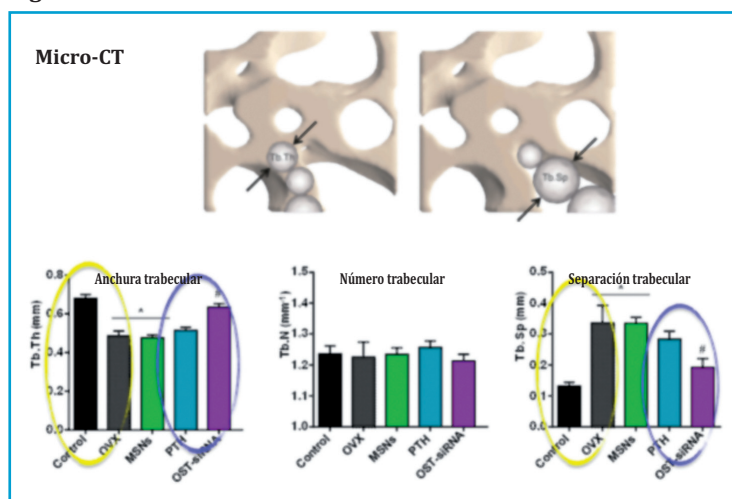 Micro-CT
Tb.Th
Tb.Sp
Anchura trabecular
Tb.Th (mm)
0.8
0.6
0.4
0.2
0.0
*
#
Control
OVX
MSNs
PTH
OST-siRNA
Número trabecular
Tb.N (mm⁻¹)
1.5
1.4
1.3
1.2
1.1
1.0
Control
OVX
MSNs
PTH
OST-siRNA
Separación trabecular
Tb.Sp (mm)
0.5
0.4
0.3
0.2
0.1
0.0
*
#
Control
OVX
MSNs
PTH
OST-siRNA